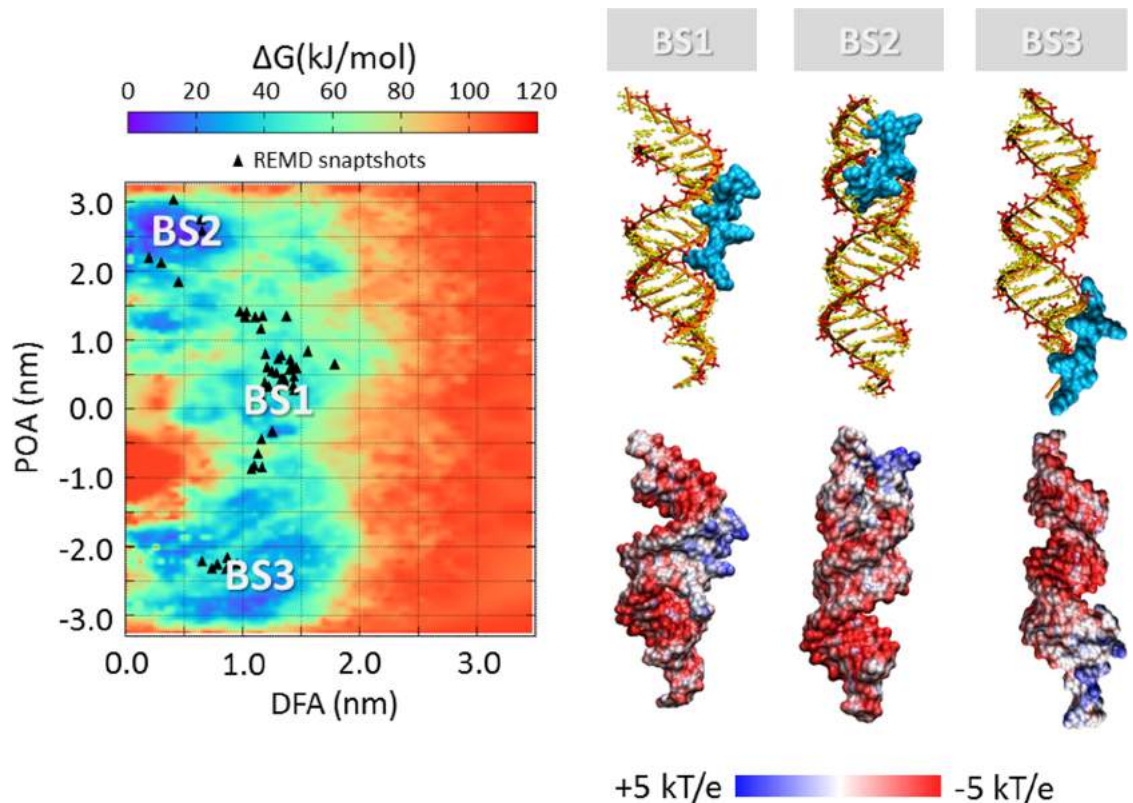 ΔG(kJ/mol)
0 20 40 60 80 100 120
▲ REMD snaptshots
3.0
2.0
1.0
0.0
-1.0
-2.0
-3.0
POA (nm)
BS2
BS1
BS3
0.0 1.0 2.0 3.0
DFA (nm)
BS1 BS2 BS3
+5 kT/e -5 kT/e